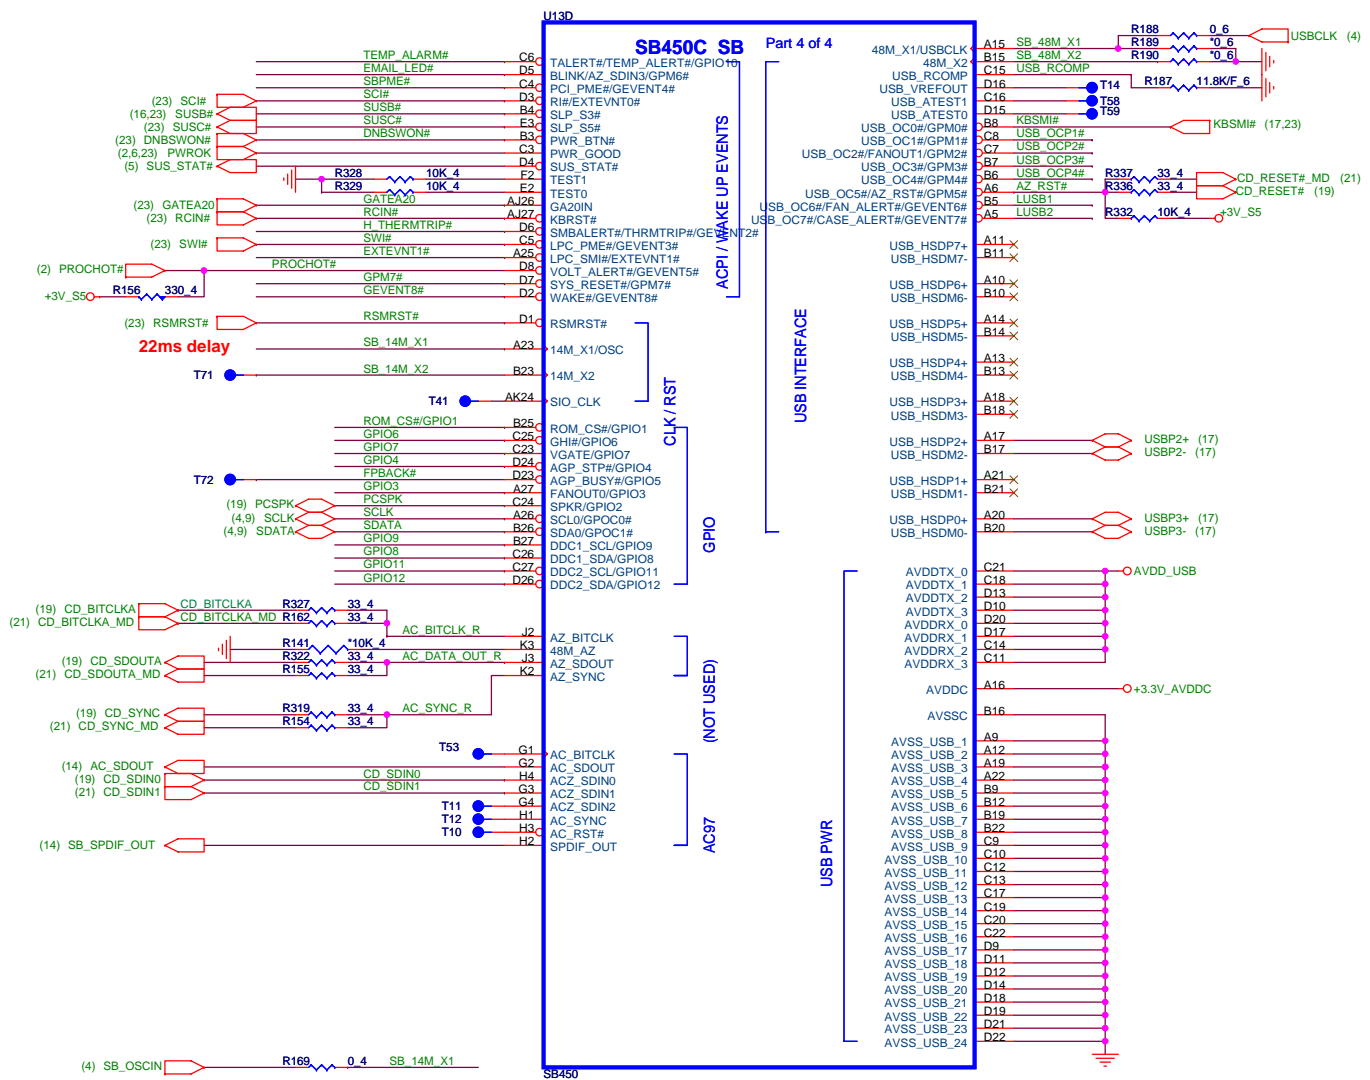 U13D
SB450C SB
Part 4 of 4
TEMP_ALARM# C6 TALERT#/TEMP_ALERT#/GPIO10
EMAIL_LED# D5 BLINK/AZ_SDIN3/GPM6#
SBPME# C4 PCI_PME#/GEVENT4#
(23) SCI# SCI# D3 RI#/EXTEVNT0#
(16,23) SUSB# SUSB# B4 SLP_S3#
(23) SUSC# SUSC# E3 SLP_S5#
(23) DNBSWON# DNBSWON# B3 PWR_BTN#
(2,6,23) PWROK C3 PWR_GOOD
(5) SUS_STAT# D4 SUS_STAT#
R328 10K_4 F2 TEST1
R329 10K_4 E2 TEST0
(23) GATEA20 GATEA20 AJ26 GA20IN
(23) RCIN# RCIN# AJ27 KBRST#
H_THERMTRIP# D6 SMBALERT#/THRMTRIP#/GEVENT2#
(23) SWI# SWI# C5 LPC_PME#/GEVENT3#
EXTEVNT1# A25 LPC_SMI#/EXTEVNT1#
(2) PROCHOT# PROCHOT# D8 VOLT_ALERT#/GEVENT5#
GPM7# D7 SYS_RESET#/GPM7#
+3V_S5 R156 330_4 GEVENT8# D2 WAKE#/GEVENT8#
ACPI / WAKE UP EVENTS
(23) RSMRST# RSMRST# D1 RSMRST#
22ms delay
SB_14M_X1 A23 14M_X1/OSC
T71 SB_14M_X2 B23 14M_X2
T41 AK24 SIO_CLK
CLK / RST
ROM_CS#/GPIO1 B25 ROM_CS#/GPIO1
GPIO6 C25 GHI#/GPIO6
GPIO7 C23 VGATE/GPIO7
GPIO4 D24 AGP_STP#/GPIO4
T72 FPBACK# D23 AGP_BUSY#/GPIO5
GPIO3 A27 FANOUT0/GPIO3
(19) PCSPK PCSPK C24 SPKR/GPIO2
(4,9) SCLK SCLK A26 SCL0/GPOC0#
(4,9) SDATA SDATA B26 SDA0/GPOC1#
GPIO9 B27 DDC1_SCL/GPIO9
GPIO8 C26 DDC1_SDA/GPIO8
GPIO11 C27 DDC2_SCL/GPIO11
GPIO12 D26 DDC2_SDA/GPIO12
GPIO
(19) CD_BITCLKA CD_BITCLKA R327 33_4
(21) CD_BITCLKA_MD CD_BITCLKA_MD R162 33_4
AC_BITCLK_R J2 AZ_BITCLK
R141 *10K_4 K3 48M_AZ
(19) CD_SDOUTA R322 33_4 AC_DATA_OUT_R J3 AZ_SDOUT
(21) CD_SDOUTA_MD R155 33_4 K2 AZ_SYNC
(19) CD_SYNC R319 33_4 AC_SYNC_R
(21) CD_SYNC_MD R154 33_4
(NOT USED)
T53 G1 AC_BITCLK
(14) AC_SDOUT G2 AC_SDOUT
(19) CD_SDIN0 CD_SDIN0 H4 ACZ_SDIN0
(21) CD_SDIN1 CD_SDIN1 G3 ACZ_SDIN1
T11 G4 ACZ_SDIN2
T12 H1 AC_SYNC
T10 H3 AC_RST#
(14) SB_SPDIF_OUT H2 SPDIF_OUT
AC97
(4) SB_OSCIN R169 0_4 SB_14M_X1
SB450
48M_X1/USBCLK A15 SB_48M_X1 R188 0_6 USBCLK (4)
R189 *0_6
48M_X2 B15 SB_48M_X2 R190 *0_6
USB_RCOMP C15 USB_RCOMP R187 11.8K/F_6
USB_VREFOUT D16 T14
USB_ATEST1 C16 T58
USB_ATEST0 D15 T59
USB_OC0#/GPM0# B8 KBSMI# KBSMI# (17,23)
USB_OC1#/GPM1# C8 USB_OCP1#
USB_OC2#/FANOUT1/GPM2# C7 USB_OCP2#
USB_OC3#/GPM3# B7 USB_OCP3#
USB_OC4#/GPM4# B6 USB_OCP4# R337 33_4 CD_RESET#_MD (21)
USB_OC5#/AZ_RST#/GPM5# A6 AZ_RST# R336 33_4 CD_RESET# (19)
USB_OC6#/FAN_ALERT#/GEVENT6# B5 LUSB1
USB_OC7#/CASE_ALERT#/GEVENT7# A5 LUSB2 R332 10K_4 +3V_S5
USB_HSDP7+ A11
USB_HSDM7- B11
USB_HSDP6+ A10
USB_HSDM6- B10
USB_HSDP5+ A14
USB_HSDM5- B14
USB_HSDP4+ A13
USB_HSDM4- B13
USB_HSDP3+ A18
USB_HSDM3- B18
USB_HSDP2+ A17 USBP2+ (17)
USB_HSDM2- B17 USBP2- (17)
USB_HSDP1+ A21
USB_HSDM1- B21
USB_HSDP0+ A20 USBP3+ (17)
USB_HSDM0- B20 USBP3- (17)
USB INTERFACE
AVDDTX_0 C21 AVDD_USB
AVDDTX_1 C18
AVDDTX_2 D13
AVDDTX_3 D10
AVDDRX_0 D20
AVDDRX_1 D17
AVDDRX_2 C14
AVDDRX_3 C11
AVDDC A16 +3.3V_AVDDC
AVSSC B16
AVSS_USB_1 A9
AVSS_USB_2 A12
AVSS_USB_3 A19
AVSS_USB_4 A22
AVSS_USB_5 B9
AVSS_USB_6 B12
AVSS_USB_7 B19
AVSS_USB_8 B22
AVSS_USB_9 C9
AVSS_USB_10 C10
AVSS_USB_11 C12
AVSS_USB_12 C13
AVSS_USB_13 C17
AVSS_USB_14 C19
AVSS_USB_15 C20
AVSS_USB_16 C22
AVSS_USB_17 D9
AVSS_USB_18 D11
AVSS_USB_19 D12
AVSS_USB_20 D14
AVSS_USB_21 D18
AVSS_USB_22 D19
AVSS_USB_23 D21
AVSS_USB_24 D22
USB PWR